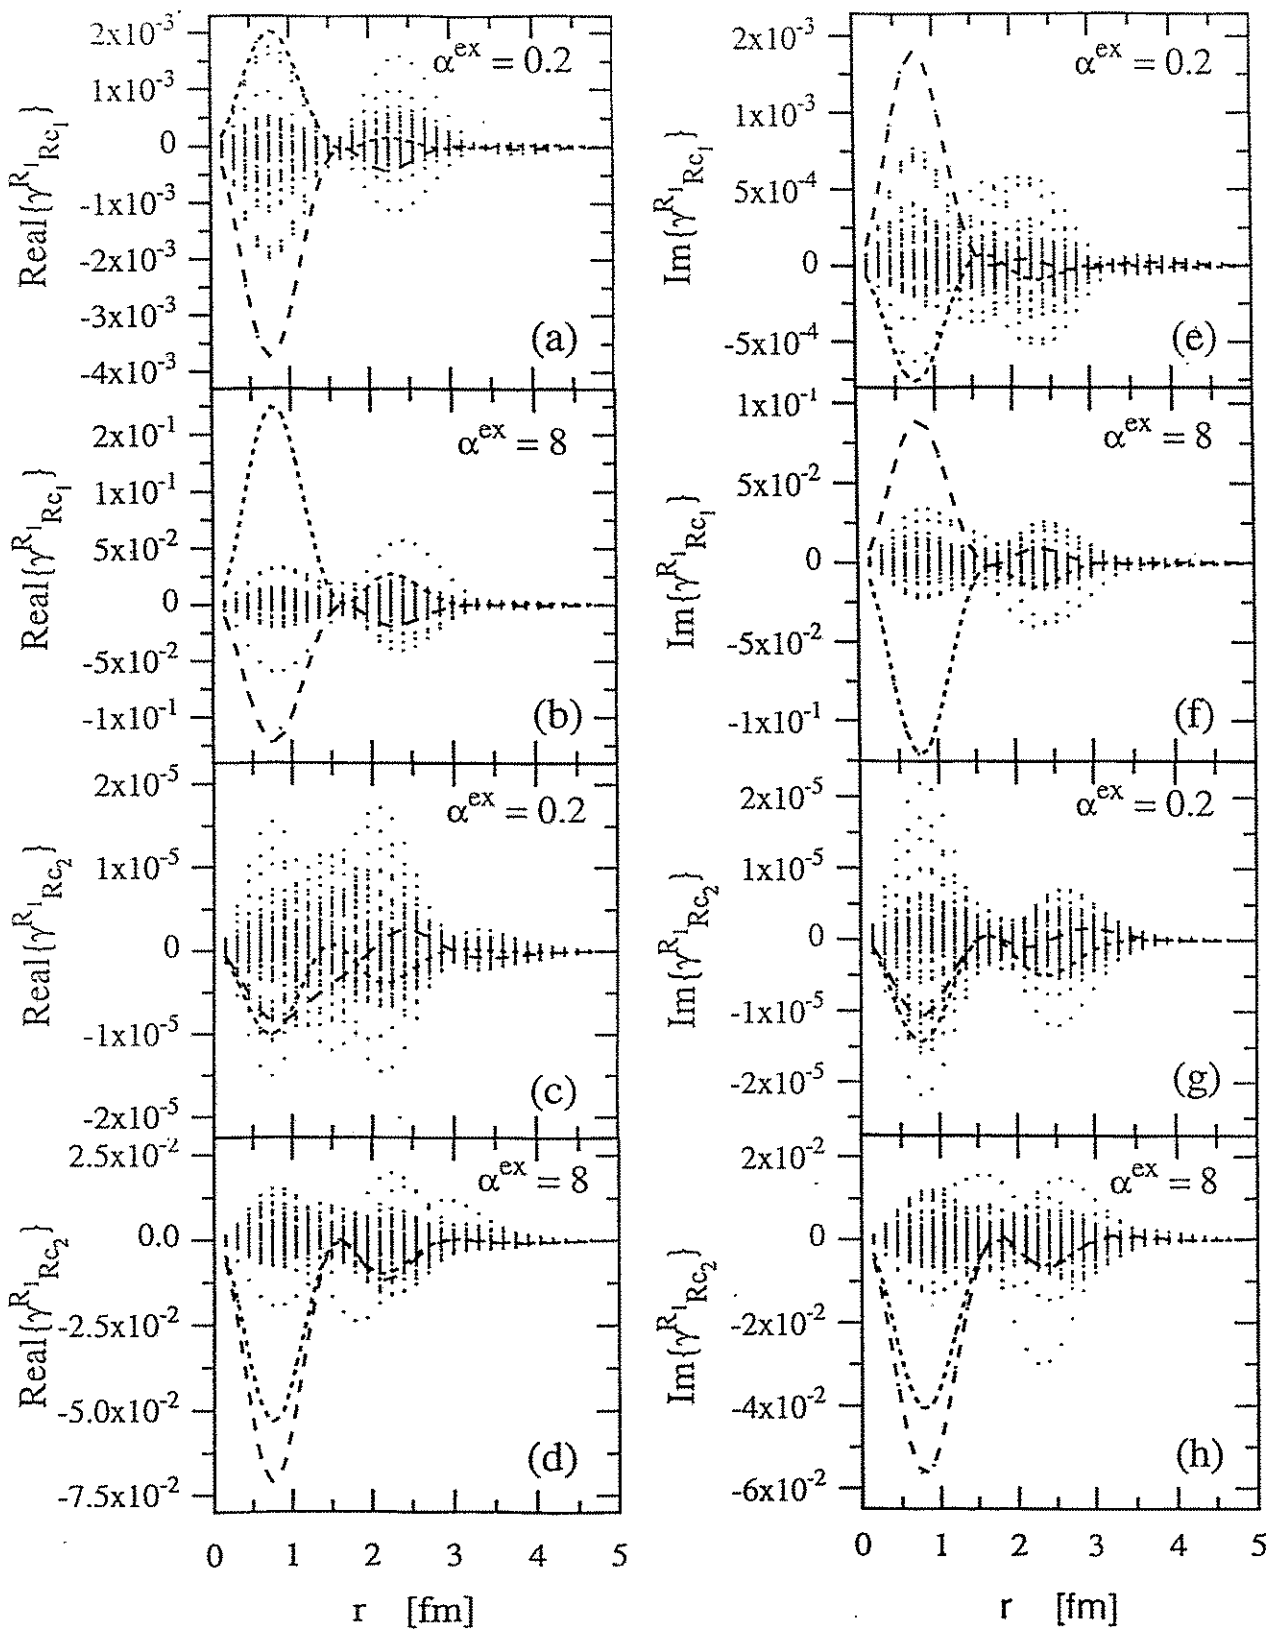 2x10⁻³
1x10⁻³
0
-1x10⁻³
-2x10⁻³
-3x10⁻³
-4x10⁻³
Real{γ^R₁_Rc₁}
α^ex = 0.2
(a)
2x10⁻¹
1x10⁻¹
5x10⁻²
0
-5x10⁻²
-1x10⁻¹
Real{γ^R₁_Rc₁}
α^ex = 8
(b)
2x10⁻⁵
1x10⁻⁵
0
-1x10⁻⁵
-2x10⁻⁵
Real{γ^R₁_Rc₂}
α^ex = 0.2
(c)
2.5x10⁻²
0.0
-2.5x10⁻²
-5.0x10⁻²
-7.5x10⁻²
Real{γ^R₁_Rc₂}
α^ex = 8
(d)
0 1 2 3 4 5
r [fm]
2x10⁻³
1x10⁻³
5x10⁻⁴
0
-5x10⁻⁴
Im{γ^R₁_Rc₁}
α^ex = 0.2
(e)
1x10⁻¹
5x10⁻²
0
-5x10⁻²
-1x10⁻¹
Im{γ^R₁_Rc₁}
α^ex = 8
(f)
2x10⁻⁵
1x10⁻⁵
0
-1x10⁻⁵
-2x10⁻⁵
Im{γ^R₁_Rc₂}
α^ex = 0.2
(g)
2x10⁻²
0
-2x10⁻²
-4x10⁻²
-6x10⁻²
Im{γ^R₁_Rc₂}
α^ex = 8
(h)
0 1 2 3 4 5
r [fm]